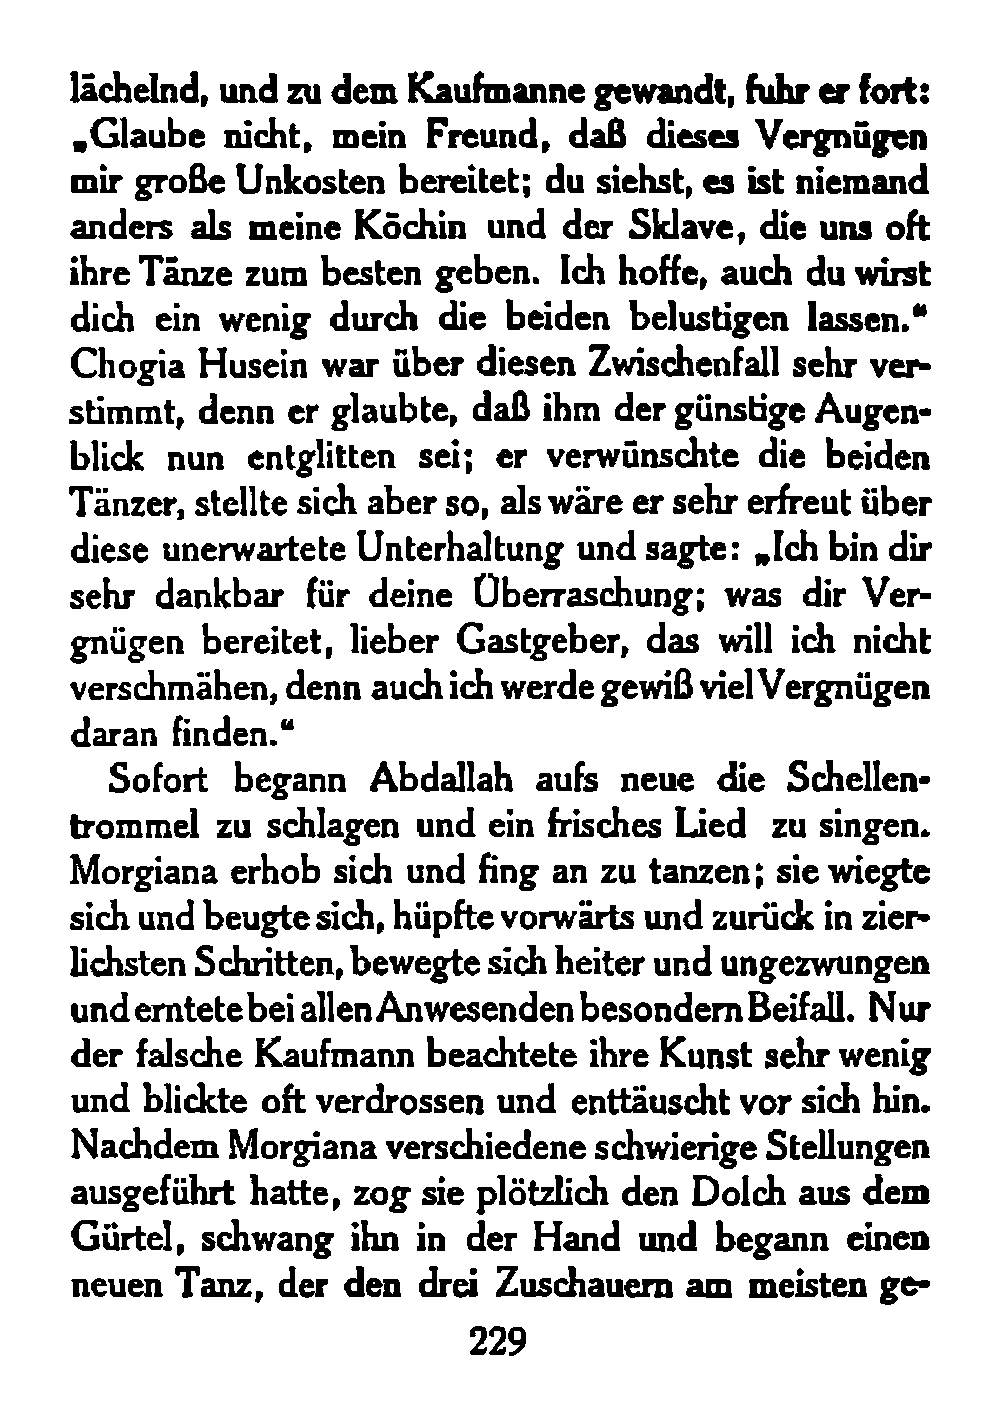 lächelnd, und zu dem Kaufmanne gewandt, fuhr er fort:
„Glaube nicht, mein Freund, daß dieses Vergnügen
mir große Unkosten bereitet; du siehst, es ist niemand
anders als meine Köchin und der Sklave, die uns oft
ihre Tänze zum besten geben. Ich hoffe, auch du wirst
dich ein wenig durch die beiden belustigen lassen.“
Chogia Husein war über diesen Zwischenfall sehr ver-
stimmt, denn er glaubte, daß ihm der günstige Augen-
blick nun entglitten sei; er verwünschte die beiden
Tänzer, stellte sich aber so, als wäre er sehr erfreut über
diese unerwartete Unterhaltung und sagte: „Ich bin dir
sehr dankbar für deine Überraschung; was dir Ver-
gnügen bereitet, lieber Gastgeber, das will ich nicht
verschmähen, denn auch ich werde gewiß viel Vergnügen
daran finden.“
Sofort begann Abdallah aufs neue die Schellen-
trommel zu schlagen und ein frisches Lied zu singen.
Morgiana erhob sich und fing an zu tanzen; sie wiegte
sich und beugte sich, hüpfte vorwärts und zurück in zier-
lichsten Schritten, bewegte sich heiter und ungezwungen
und erntete bei allen Anwesenden besondern Beifall. Nur
der falsche Kaufmann beachtete ihre Kunst sehr wenig
und blickte oft verdrossen und enttäuscht vor sich hin.
Nachdem Morgiana verschiedene schwierige Stellungen
ausgeführt hatte, zog sie plötzlich den Dolch aus dem
Gürtel, schwang ihn in der Hand und begann einen
neuen Tanz, der den drei Zuschauern am meisten ge-
229